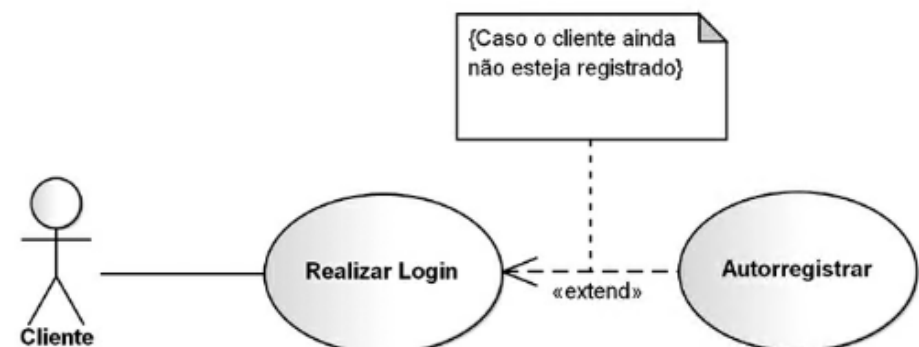 {Caso o cliente ainda
não esteja registrado}
Realizar Login
«extend»
Autorregistrar
Cliente